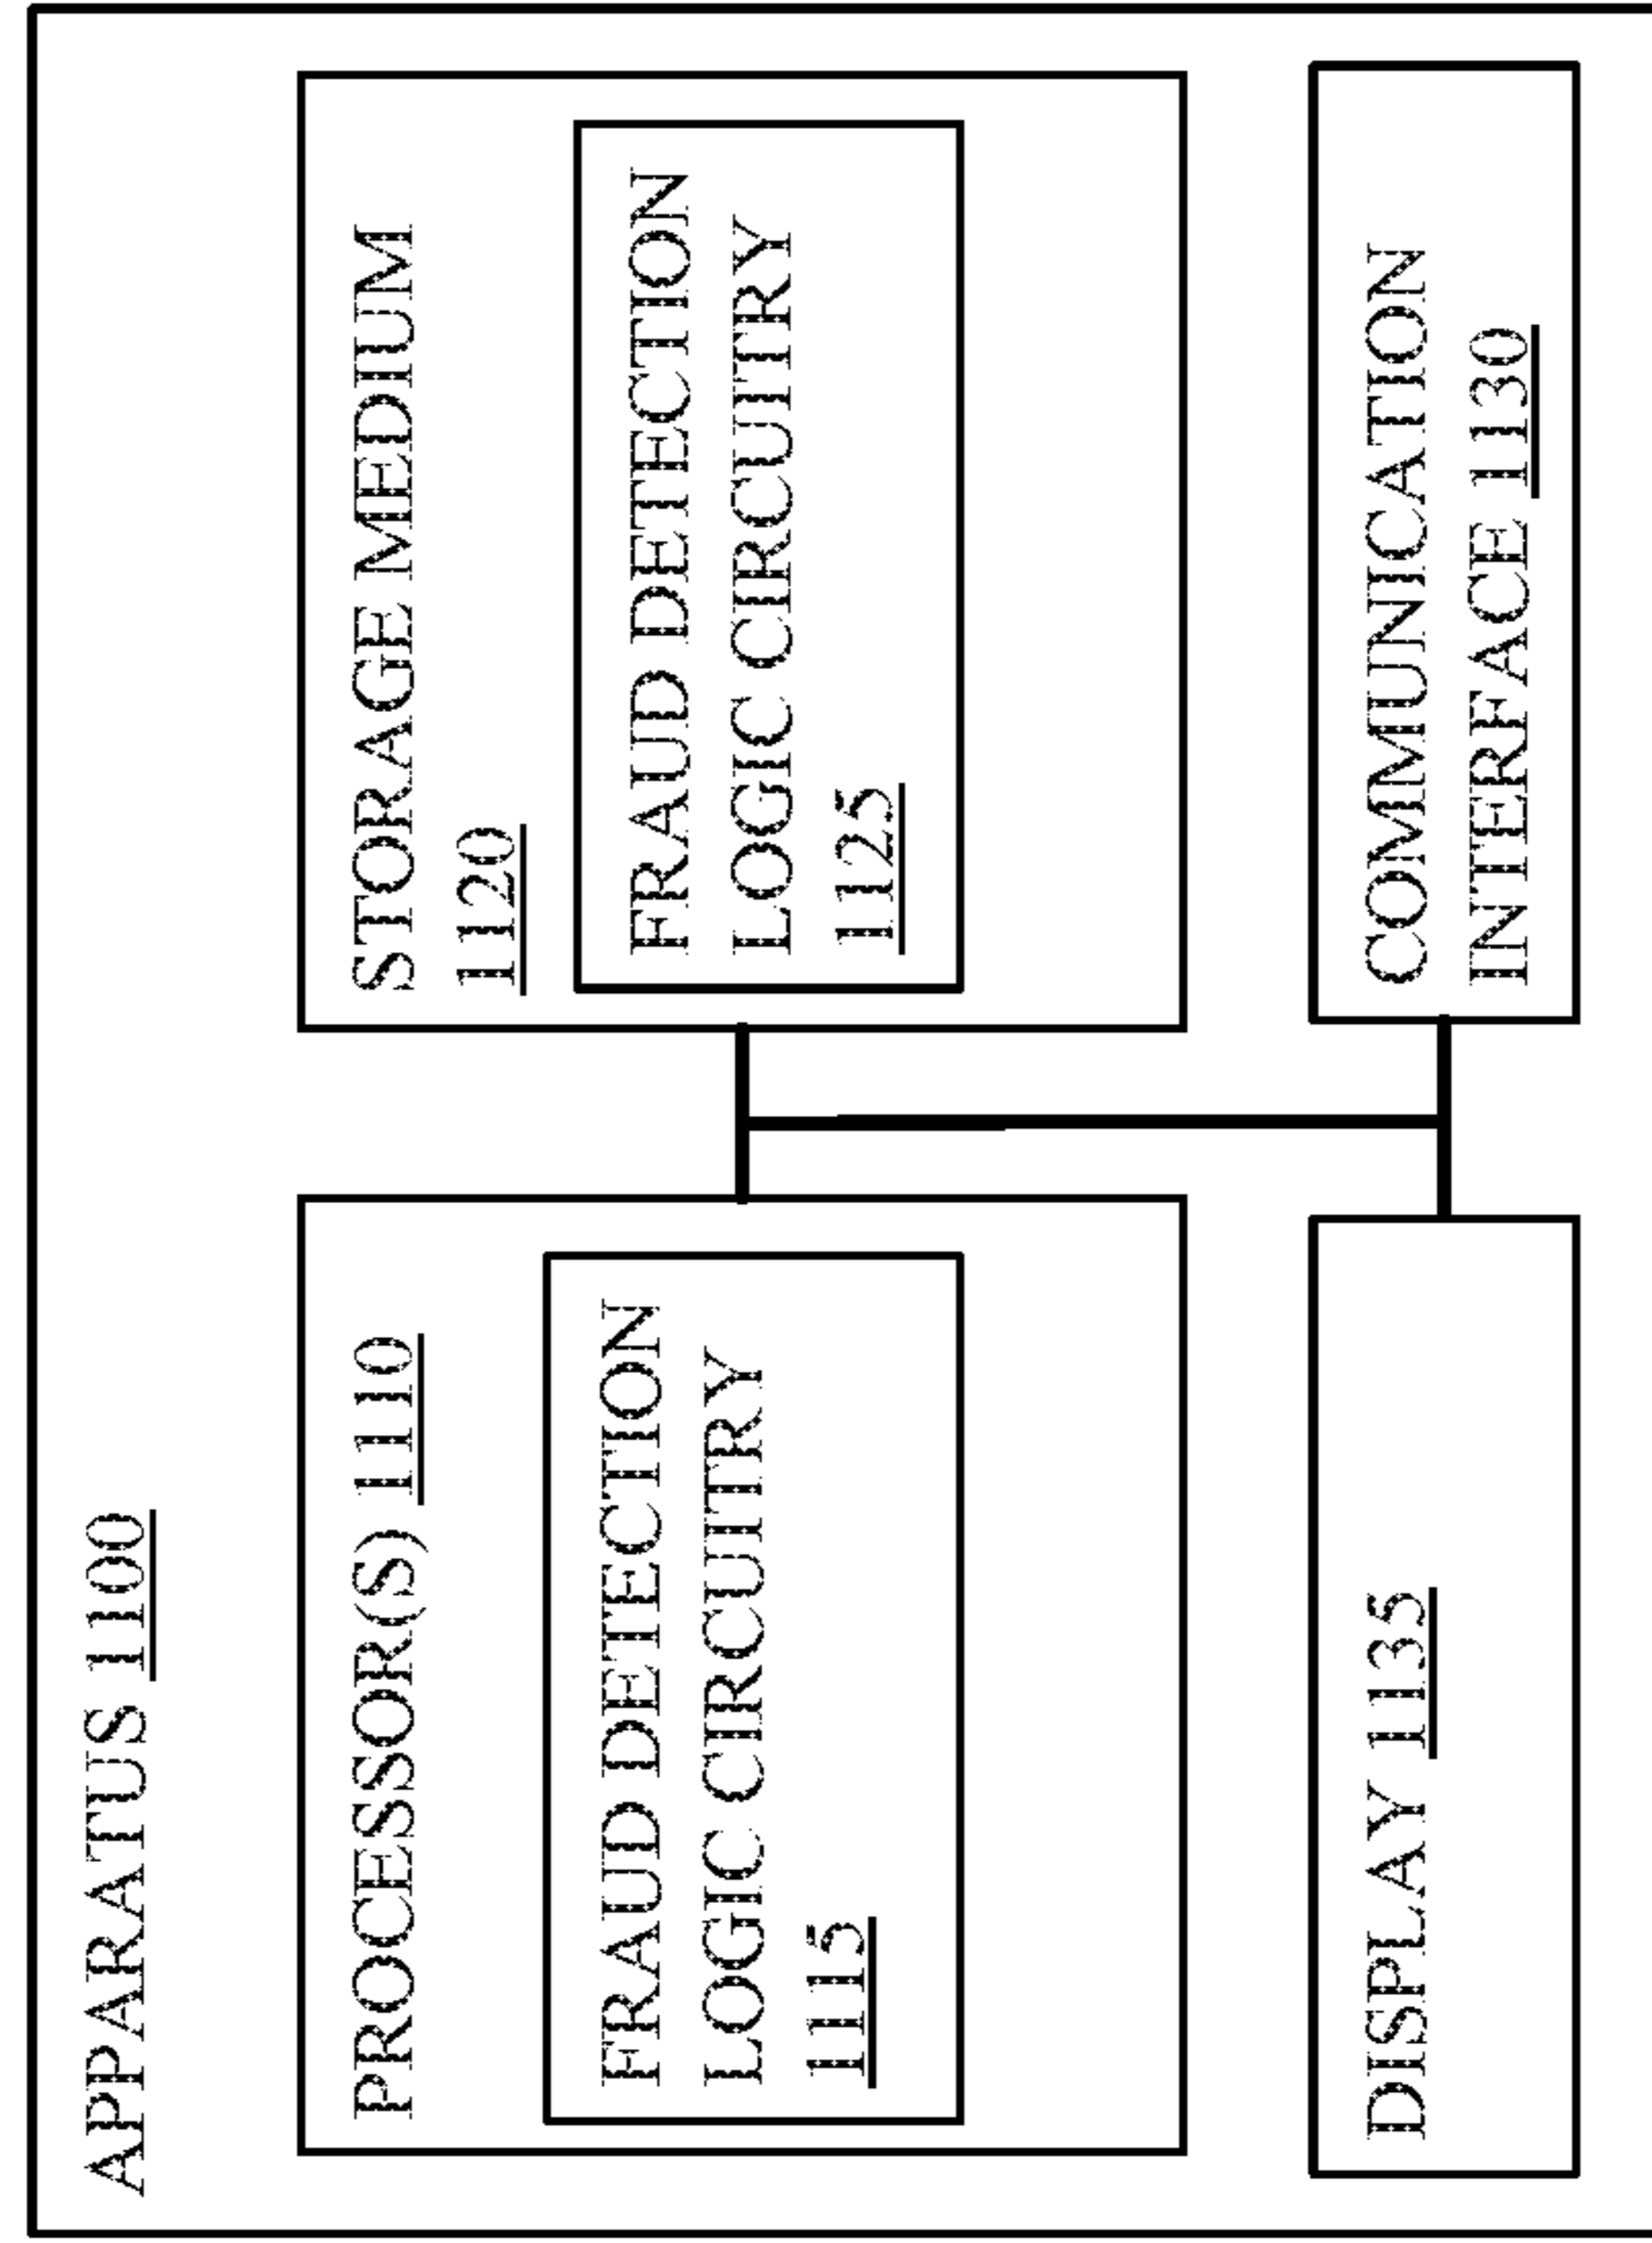 APPARATUS 1100
PROCESSOR(S) 1110
FRAUD DETECTION
LOGIC CIRCUITRY
1115
STORAGE MEDIUM
1120
FRAUD DETECTION
LOGIC CIRCUITRY
1125
DISPLAY 1135
COMMUNICATION
INTERFACE 1130